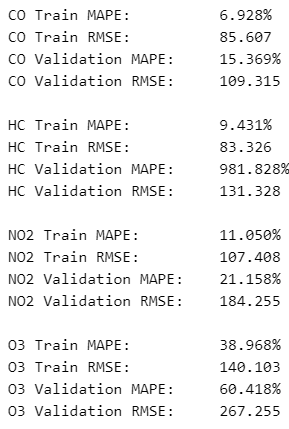 CO Train MAPE: 6.928%
CO Train RMSE: 85.607
CO Validation MAPE: 15.369%
CO Validation RMSE: 109.315
HC Train MAPE: 9.431%
HC Train RMSE: 83.326
HC Validation MAPE: 981.828%
HC Validation RMSE: 131.328
NO2 Train MAPE: 11.050%
NO2 Train RMSE: 107.408
NO2 Validation MAPE: 21.158%
NO2 Validation RMSE: 184.255
O3 Train MAPE: 38.968%
O3 Train RMSE: 140.103
O3 Validation MAPE: 60.418%
O3 Validation RMSE: 267.255